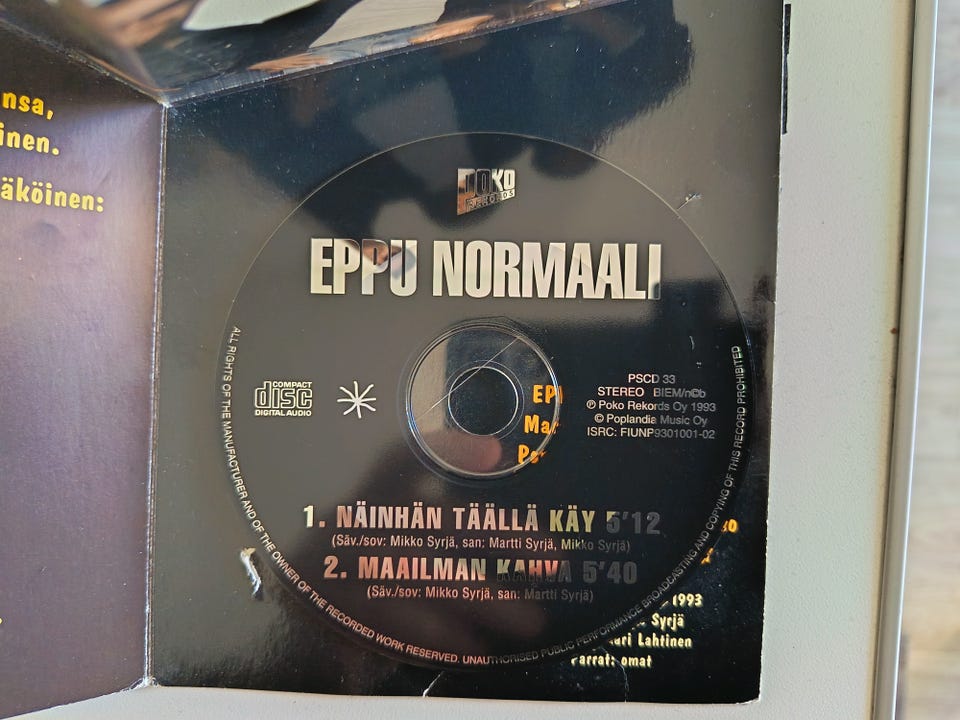 nsa,
inen.
äköinen:
POKO
RECORDS
EPPU NORMAALI
COMPACT
disc
DIGITAL AUDIO
PSCD 33
STEREO BIEM/n©b
℗ Poko Rekords Oy 1993
© Poplandia Music Oy
ISRC: FIUNP9301001-02
EP
Ma
1. NÄINHÄN TÄÄLLÄ KÄY 5'12
(Säv./sov: Mikko Syrjä, san: Martti Syrjä, Mikko Syrjä)
2. MAAILMAN KAHVA 5'40
(Säv./sov: Mikko Syrjä, san: Martti Syrjä)
ALL RIGHTS OF THE MANUFACTURER AND OF THE OWNER OF THE RECORDED WORK RESERVED. UNAUTHORISED PUBLIC PERFORMANCE BROADCASTING AND COPYING OF THIS RECORD PROHIBITED
1993
Syrjä
ari Lahtinen
Parrat: omat